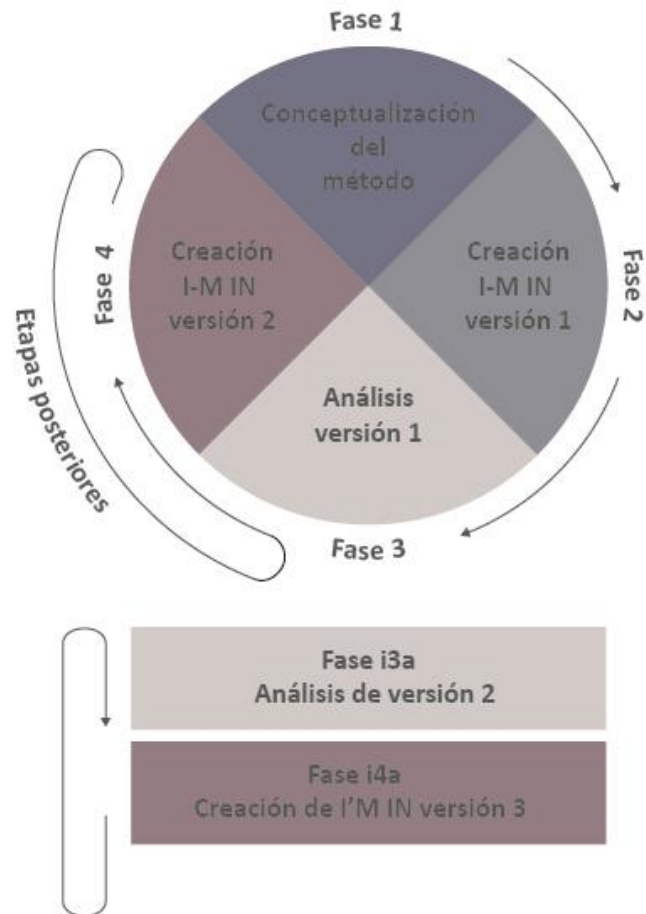 Fase 1
Conceptualización
del
método
Fase 2
Creación
I-M IN
versión 1
Fase 3
Análisis
versión 1
Fase 4
Creación
I-M IN
versión 2
Etapas posteriores
Fase i3a
Análisis de versión 2
Fase i4a
Creación de I'M IN versión 3